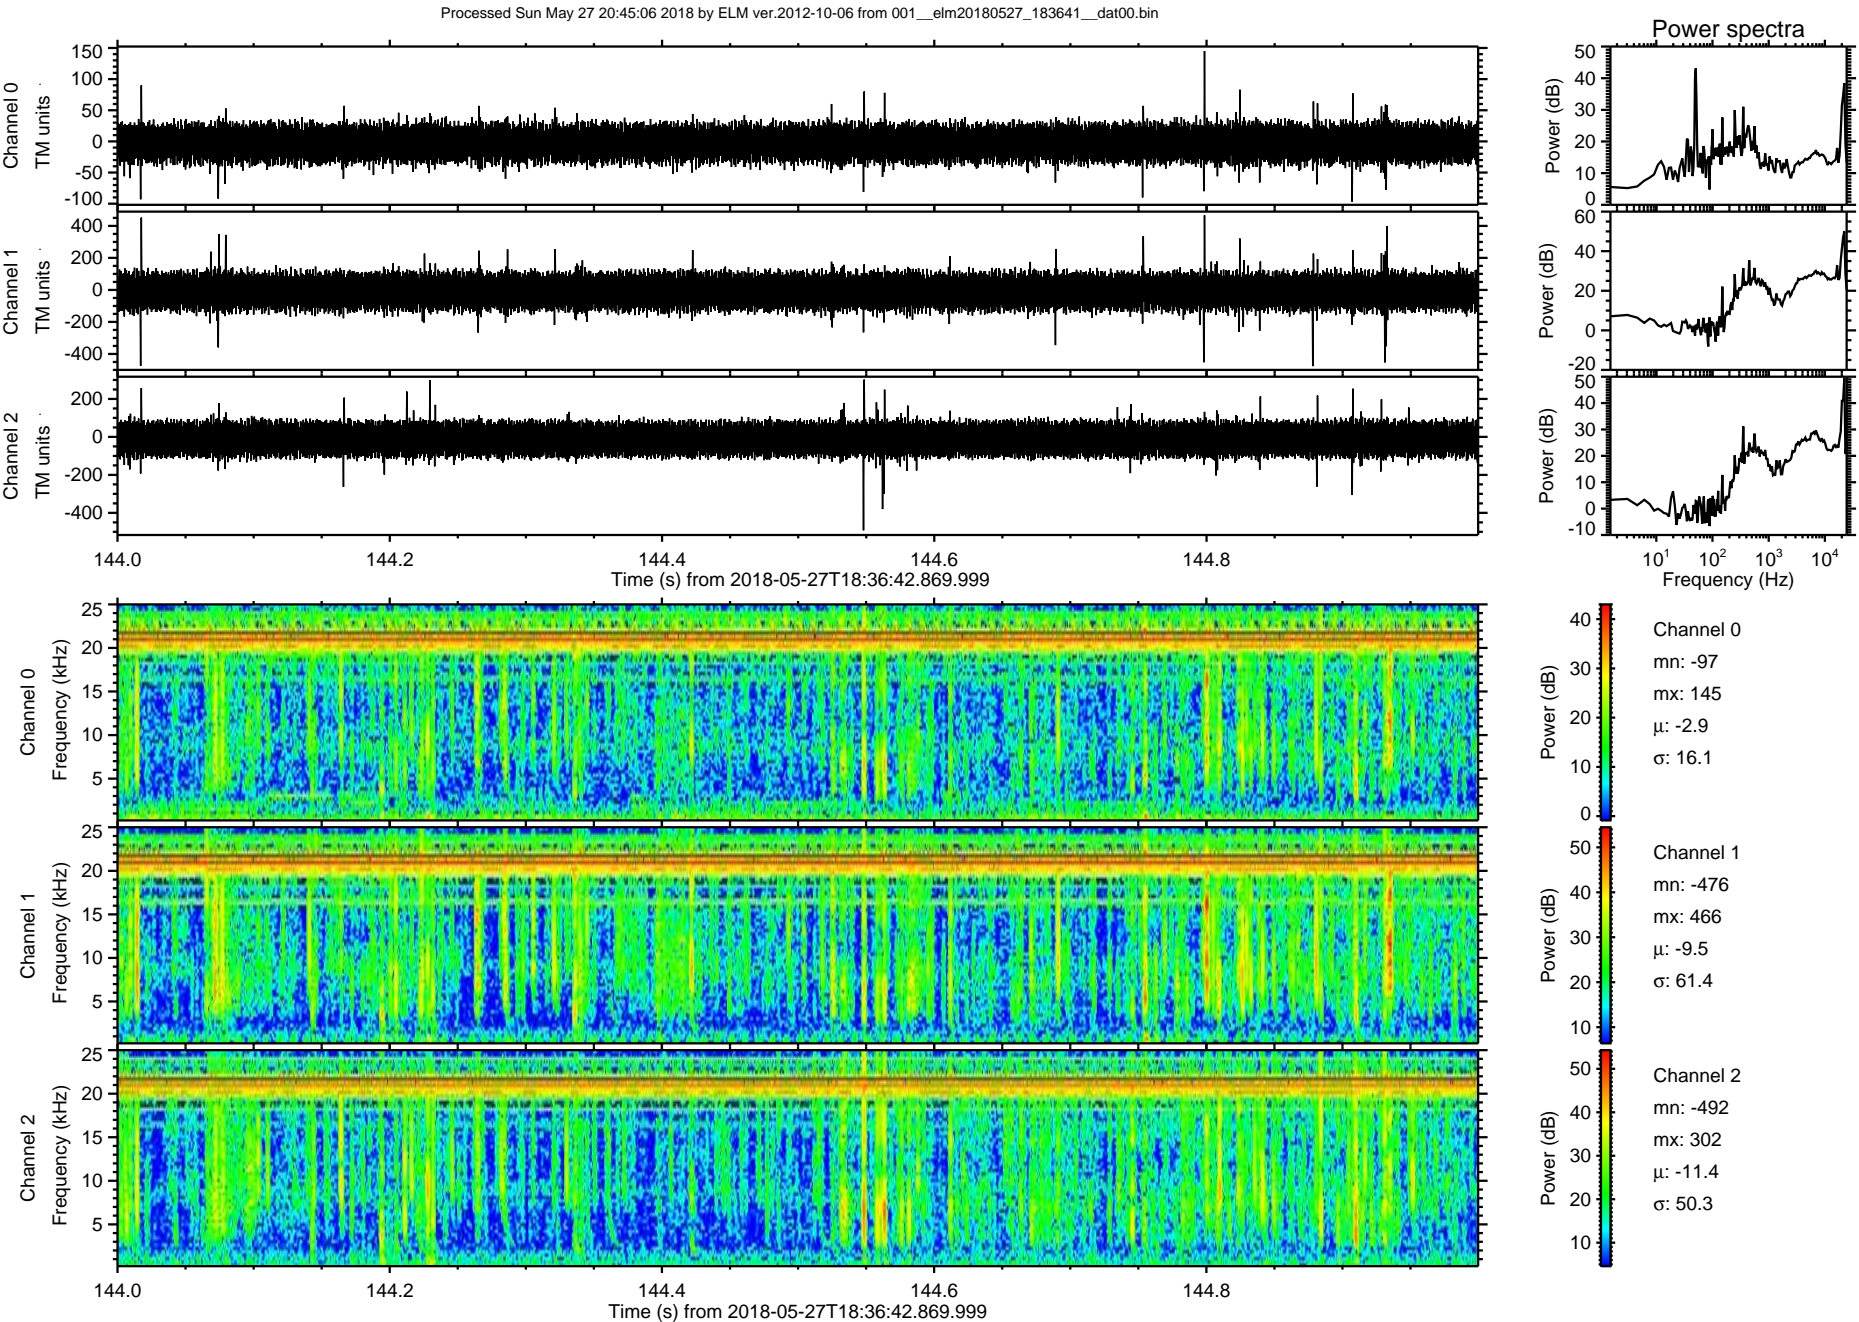 Processed Sun May 27 20:45:06 2018 by ELM ver.2012-10-06 from 001__elm20180527_183641__dat00.bin
Power spectra
Channel 0
TM units
150
100
50
0
-50
-100
Power (dB)
50
40
30
20
10
0
Channel 1
TM units
400
200
0
-200
-400
Power (dB)
60
40
20
0
-20
Channel 2
TM units
200
0
-200
-400
Power (dB)
50
40
30
20
10
0
-10
144.0 144.2 144.4 144.6 144.8
Time (s) from 2018-05-27T18:36:42.869.999
10¹ 10² 10³ 10⁴
Frequency (Hz)
Channel 0
Frequency (kHz)
25
20
15
10
5
Power (dB)
40
30
20
10
0
Channel 0
mn: -97
mx: 145
μ: -2.9
σ: 16.1
Channel 1
Frequency (kHz)
25
20
15
10
5
Power (dB)
50
40
30
20
10
Channel 1
mn: -476
mx: 466
μ: -9.5
σ: 61.4
Channel 2
Frequency (kHz)
25
20
15
10
5
Power (dB)
50
40
30
20
10
Channel 2
mn: -492
mx: 302
μ: -11.4
σ: 50.3
144.0 144.2 144.4 144.6 144.8
Time (s) from 2018-05-27T18:36:42.869.999